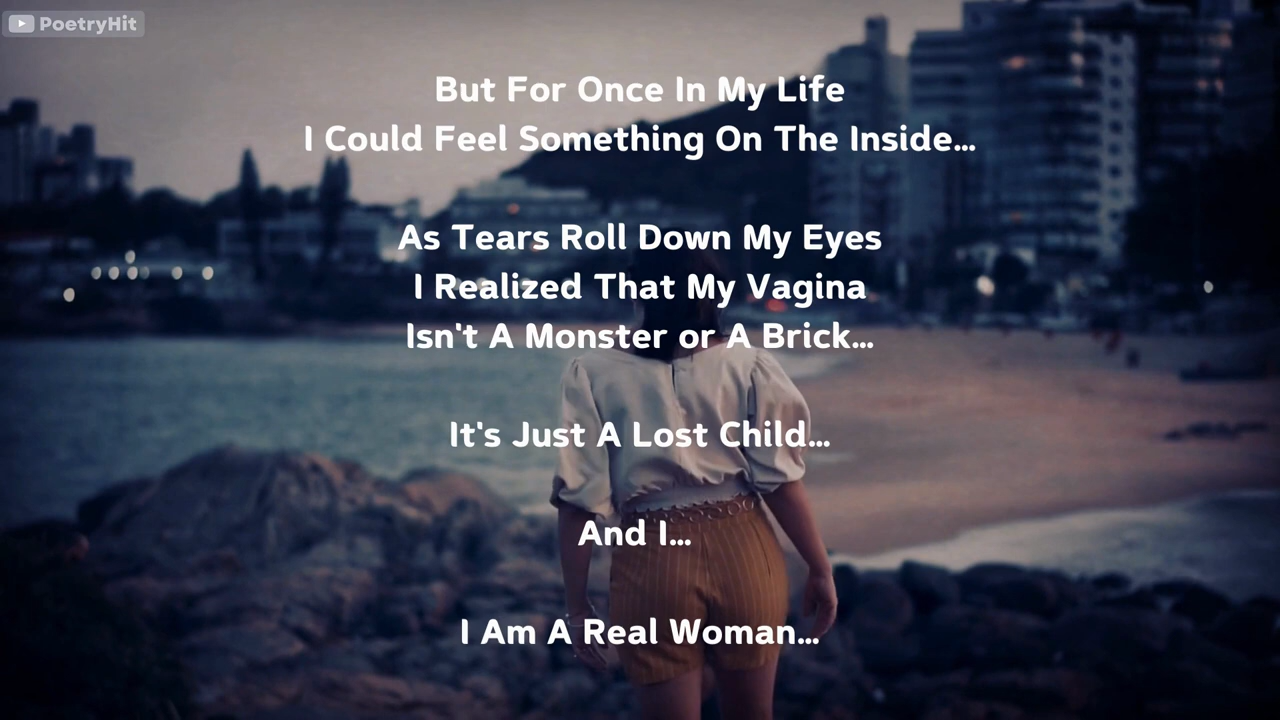 PoetryHit
But For Once In My Life
I Could Feel Something On The Inside...
As Tears Roll Down My Eyes
I Realized That My Vagina
Isn't A Monster or A Brick...
It's Just A Lost Child...
And I...
I Am A Real Woman...